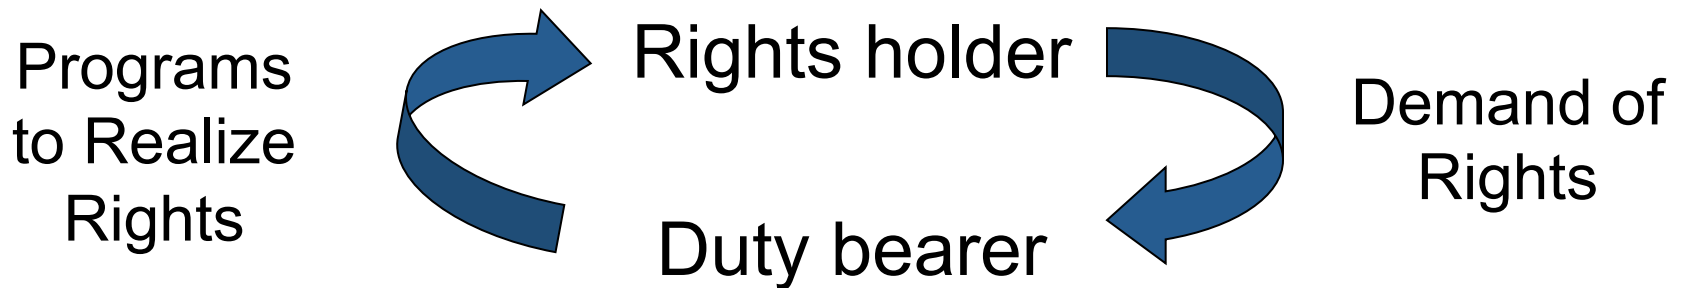 Programs
to Realize
Rights
Rights holder
Duty bearer
Demand of
Rights